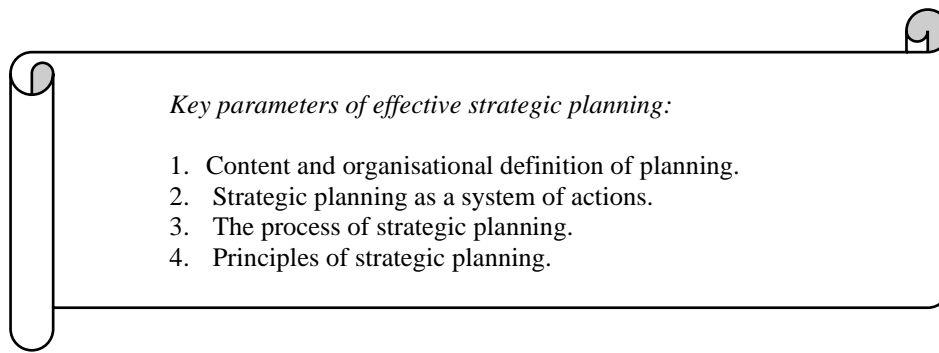 Key parameters of effective strategic planning:
1. Content and organisational definition of planning.
2. Strategic planning as a system of actions.
3. The process of strategic planning.
4. Principles of strategic planning.